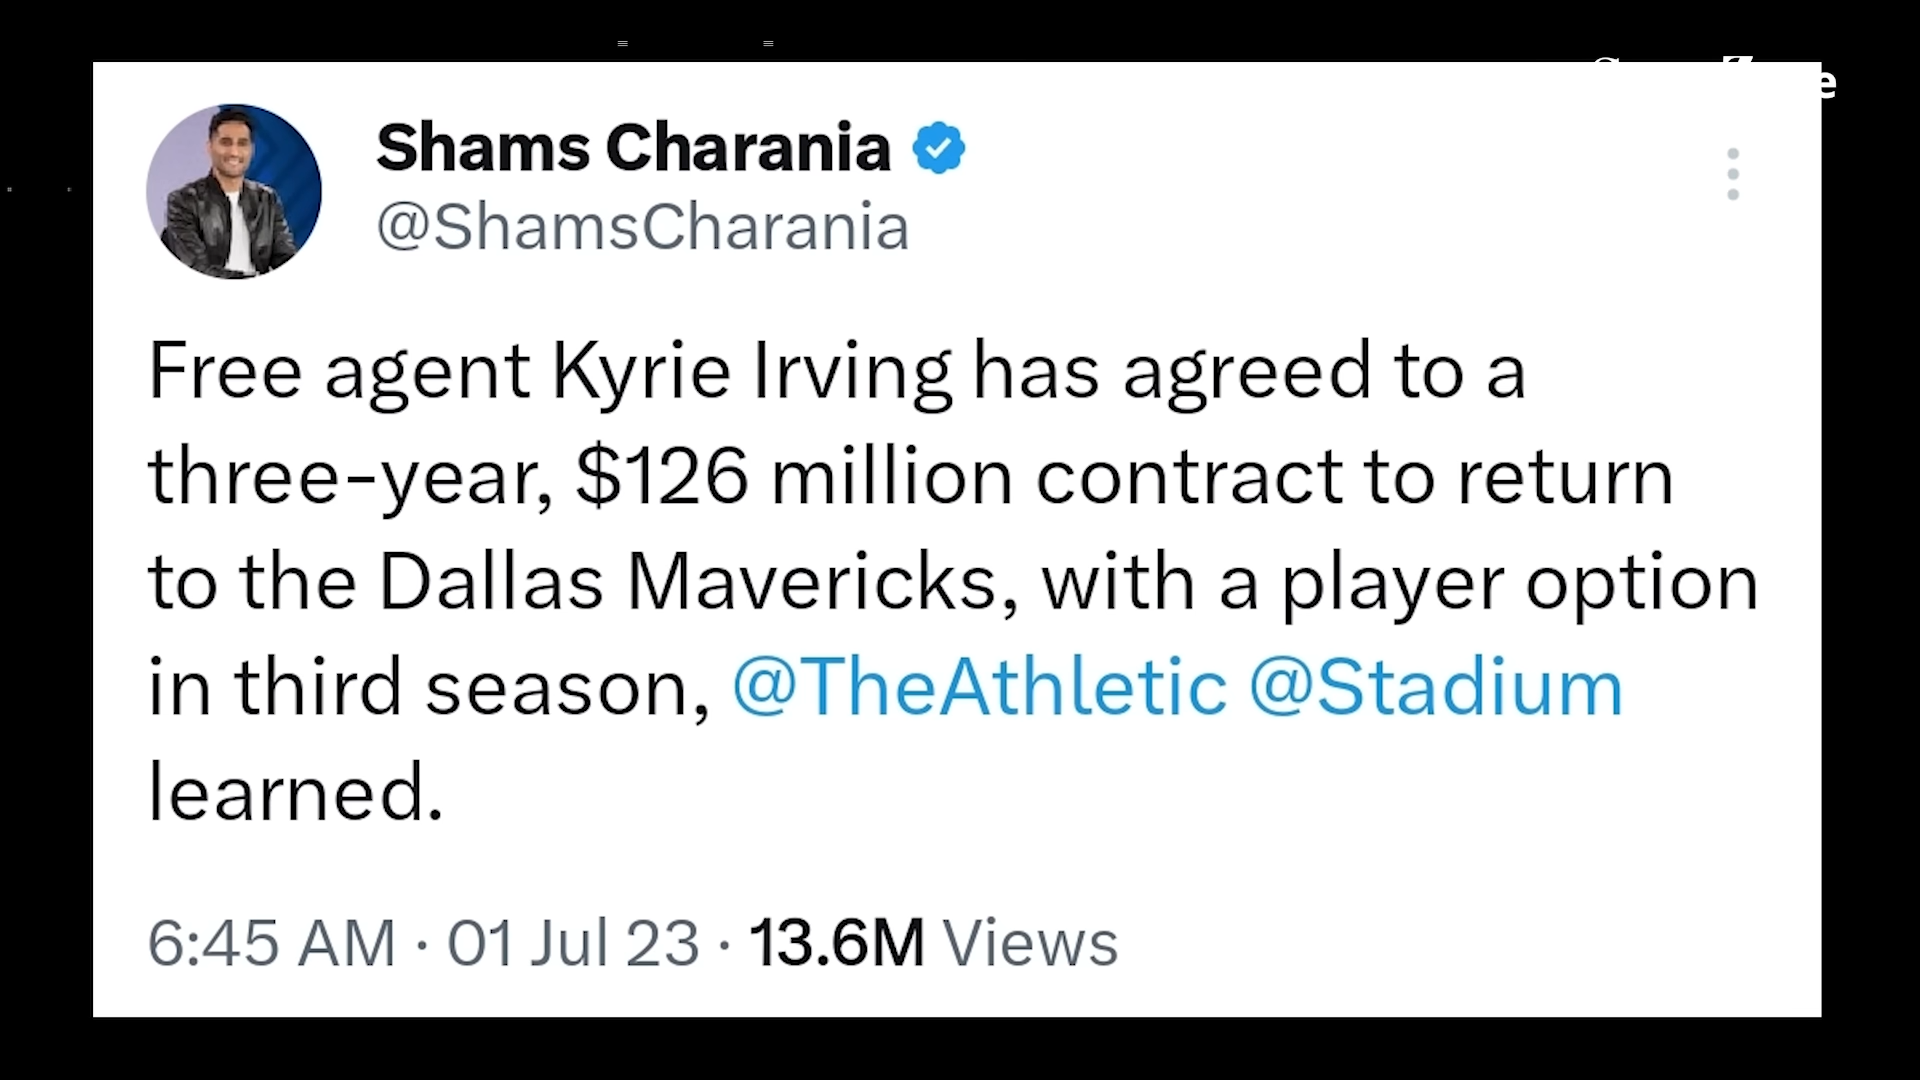 Shams Charania
@ShamsCharania
Free agent Kyrie Irving has agreed to a
three-year, $126 million contract to return
to the Dallas Mavericks, with a player option
in third season, @TheAthletic @Stadium
learned.
6:45 AM · 01 Jul 23 · 13.6M Views